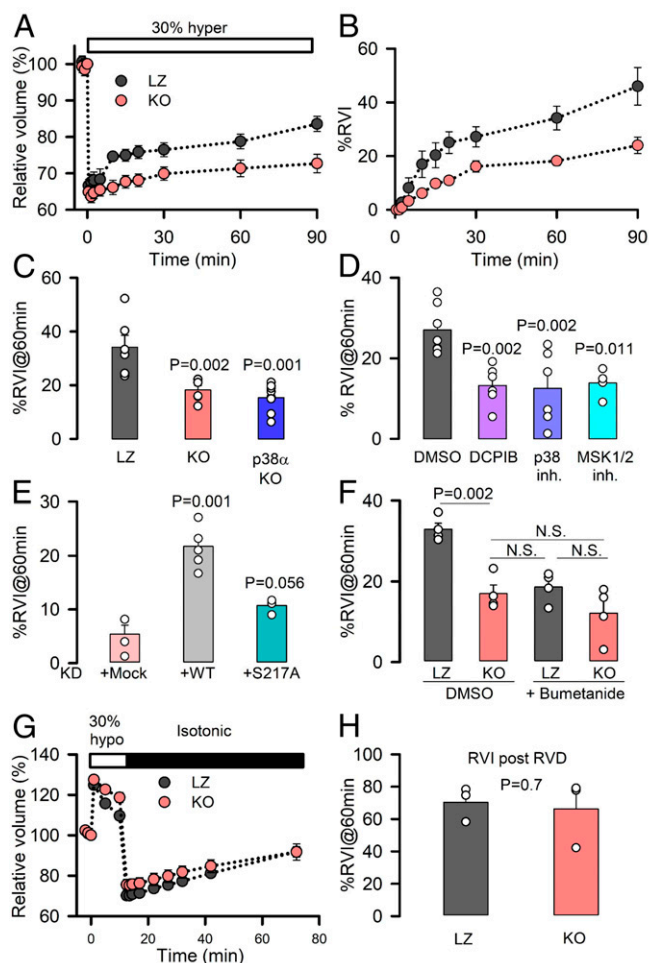 A
30% hyper
Relative volume (%)
100
90
80
70
60
LZ
KO
0
30
60
90
Time (min)
B
%RVI
60
40
20
0
0
30
60
90
Time (min)
C
%RVI@60min
60
40
20
0
P=0.002
P=0.001
LZ
KO
p38α
KO
D
% RVI@60min
40
20
0
P=0.002
P=0.002
P=0.011
DMSO
DCPIB
p38
inh.
MSK1/2
inh.
E
%RVI@60min
30
20
10
0
P=0.001
P=0.056
KD
+Mock
+WT
+S217A
F
%RVI@60min
40
20
0
P=0.002
N.S.
N.S.
N.S.
LZ
KO
LZ
KO
DMSO
+ Bumetanide
G
30%
hypo
Isotonic
Relative volume (%)
140
120
100
80
60
LZ
KO
0
20
40
60
80
Time (min)
H
%RVI@60min
100
80
60
40
20
0
RVI post RVD
P=0.7
LZ
KO